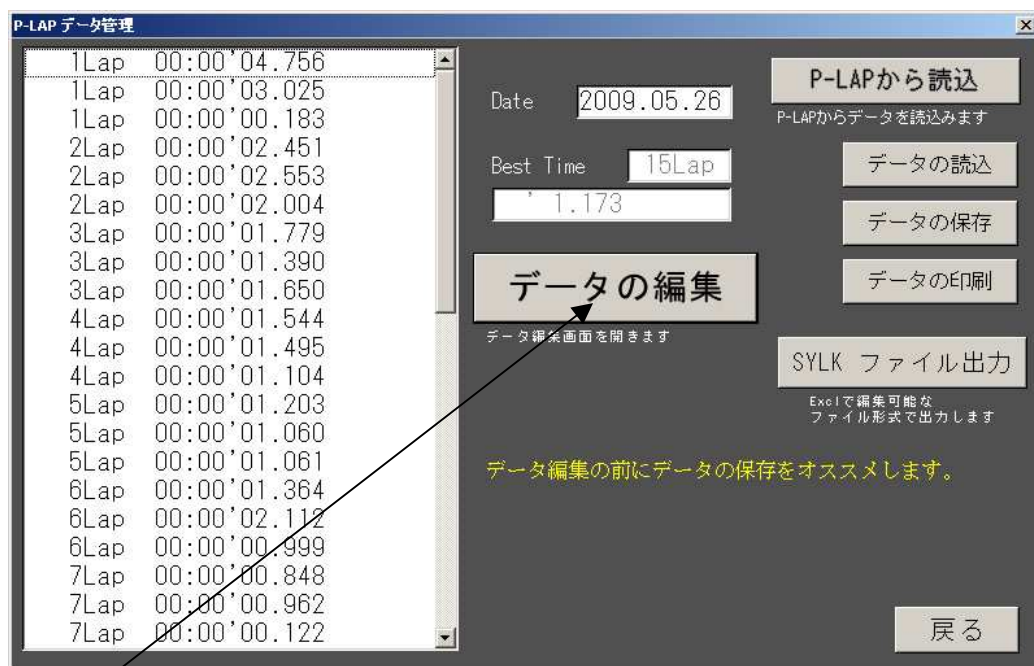 P-LAP データ管理
1Lap 00:00'04.756
1Lap 00:00'03.025
1Lap 00:00'00.183
2Lap 00:00'02.451
2Lap 00:00'02.553
2Lap 00:00'02.004
3Lap 00:00'01.779
3Lap 00:00'01.390
3Lap 00:00'01.650
4Lap 00:00'01.544
4Lap 00:00'01.495
4Lap 00:00'01.104
5Lap 00:00'01.203
5Lap 00:00'01.060
5Lap 00:00'01.061
6Lap 00:00'01.364
6Lap 00:00'02.112
6Lap 00:00'00.999
7Lap 00:00'00.848
7Lap 00:00'00.962
7Lap 00:00'00.122
Date 2009.05.26
Best Time 15Lap
' 1.173
データの編集
データ編集画面を開きます
P-LAPから読込
P-LAPからデータを読込みます
データの読込
データの保存
データの印刷
SYLK ファイル出力
Exclで編集可能な
ファイル形式で出力します
データ編集の前にデータの保存をオススメします。
戻る